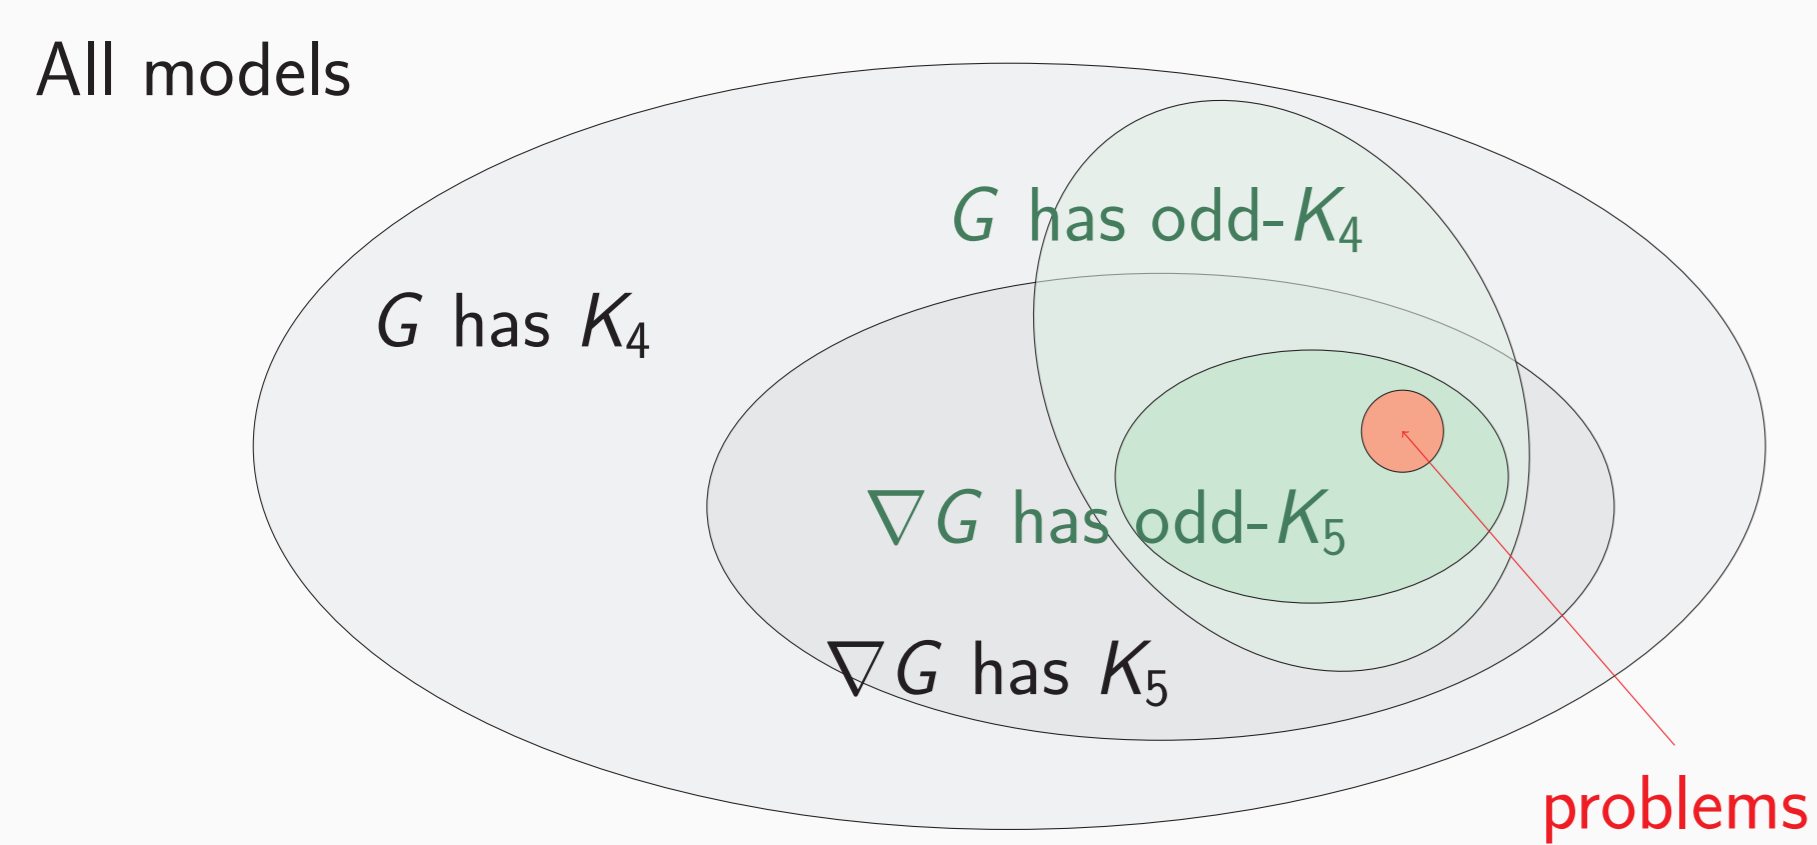 All models
G has odd-K₄
G has K₄
∇G has odd-K₅
∇G has K₅
problems